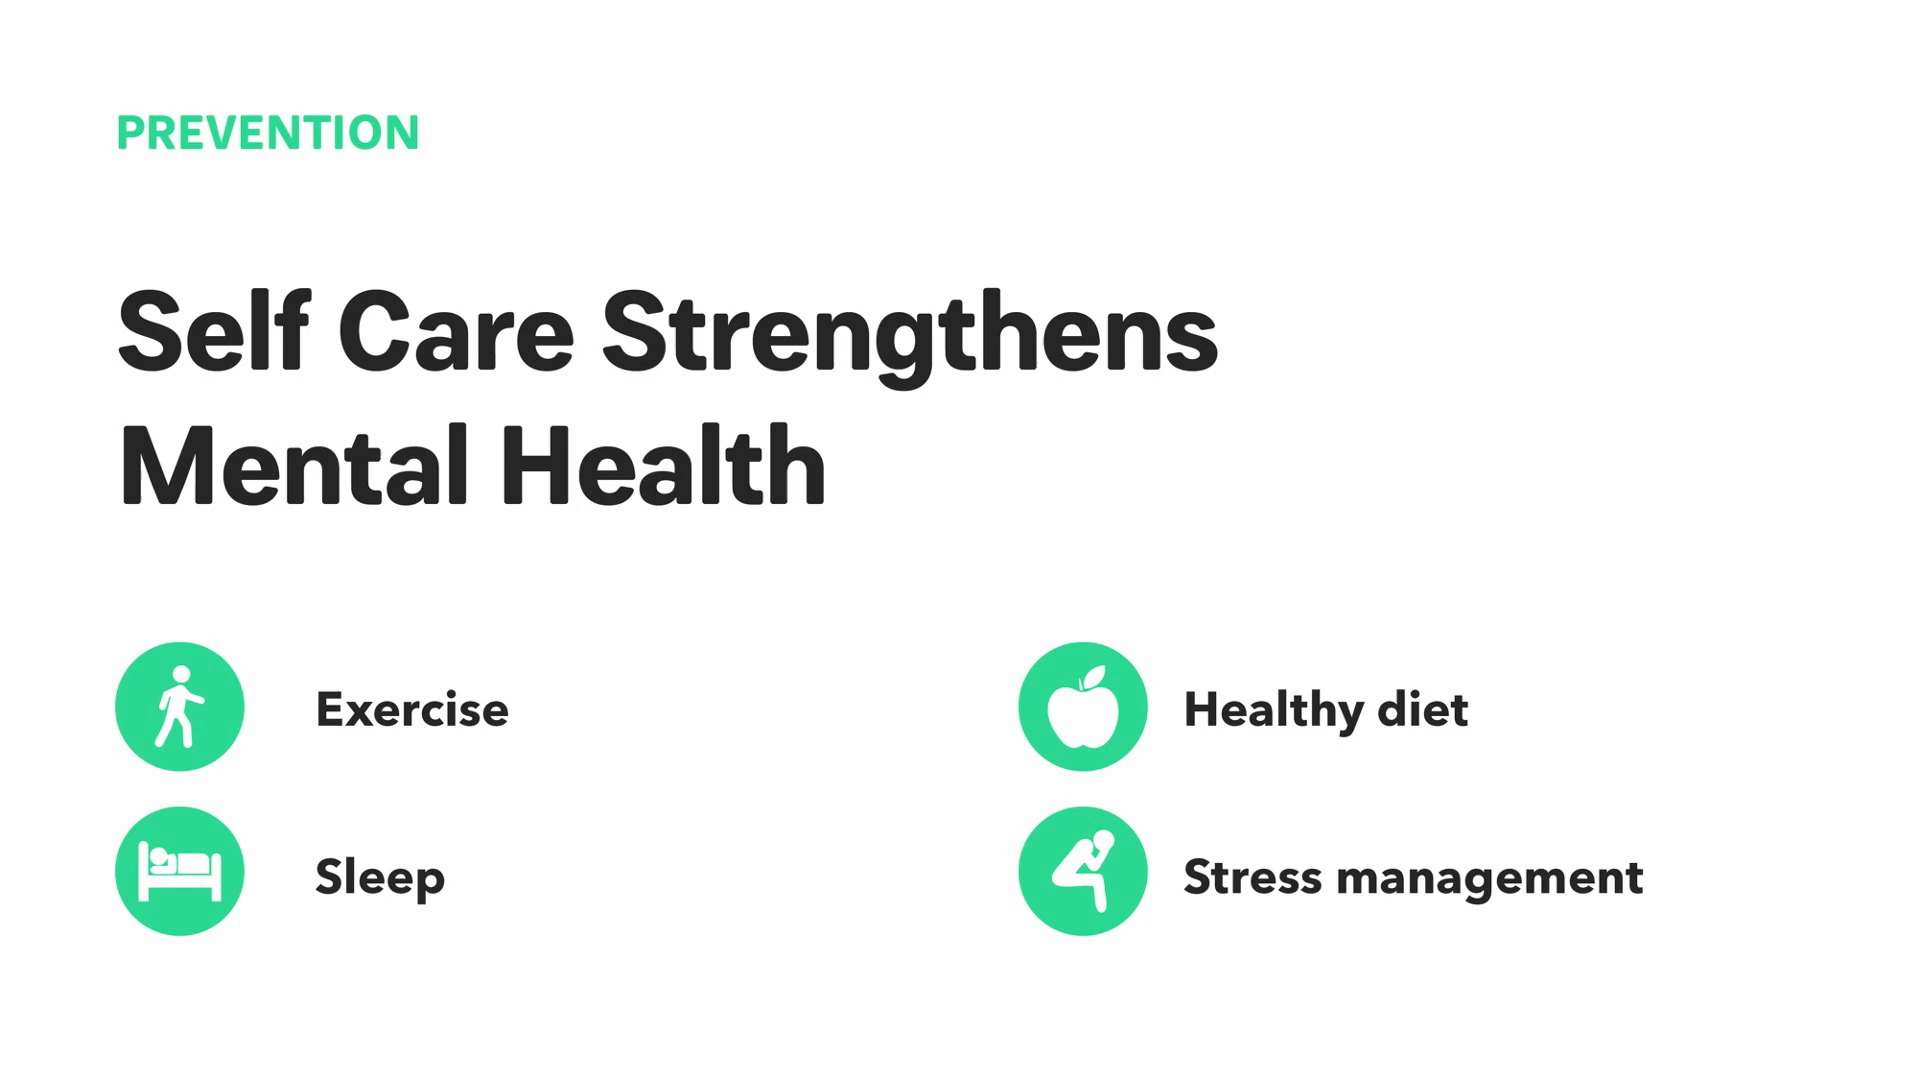 PREVENTION
Self Care Strengthens
Mental Health
Exercise
Healthy diet
Sleep
Stress management